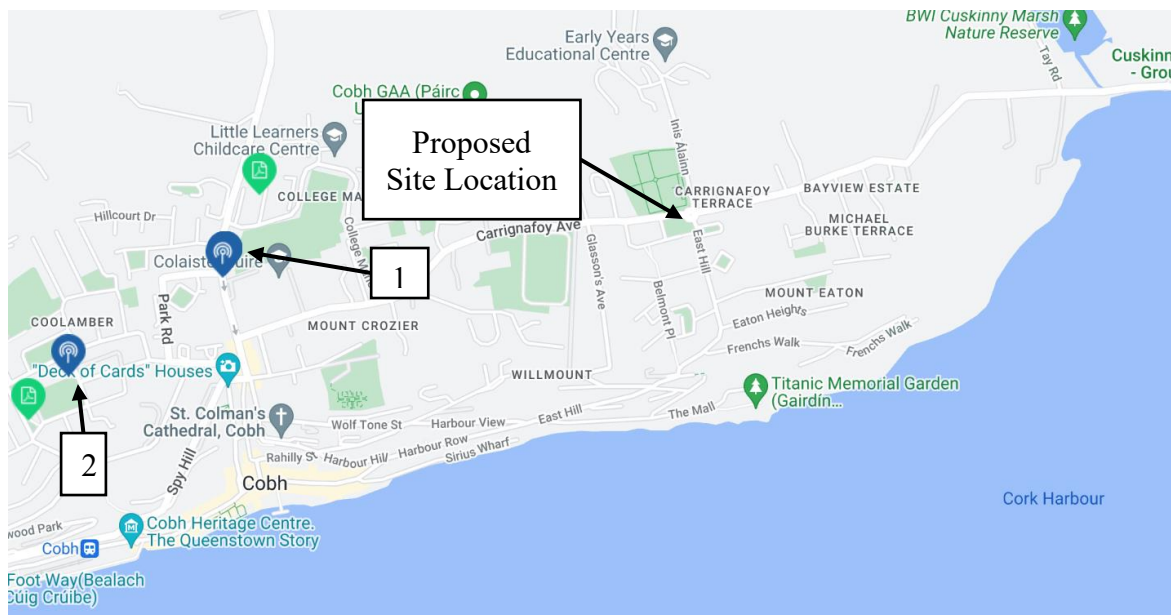 BWI Cuskinny Marsh
Nature Reserve
Early Years
Educational Centre
Tay Rd
Cuskinny
- Grou
Cobh GAA (Páirc
U
Inis Álainn
Little Learners
Childcare Centre
Proposed
Site Location
COLLEGE MA
CARRIGNAFOY
TERRACE
BAYVIEW ESTATE
Hillcourt Dr
College Mano
Carrignafoy Ave
MICHAEL
BURKE TERRACE
Colaiste
uire
1
Glasson's Ave
East Hill
Park Rd
Belmont Pl
MOUNT EATON
COOLAMBER
MOUNT CROZIER
Eaton Heights
Frenchs Walk
Frenchs Walk
"Deck of Cards" Houses
WILLMOUNT
Titanic Memorial Garden
(Gairdín...
St. Colman's
Cathedral, Cobh
Wolf Tone St
Harbour View
East Hill
The Mall
2
Rahilly St
Harbour Hill
Harbour Row
Sirius Wharf
Spy Hill
Cobh
Cork Harbour
wood Park
Cobh Heritage Centre.
The Queenstown Story
Cobh
Foot Way(Bealach
Cúig Crúibe)